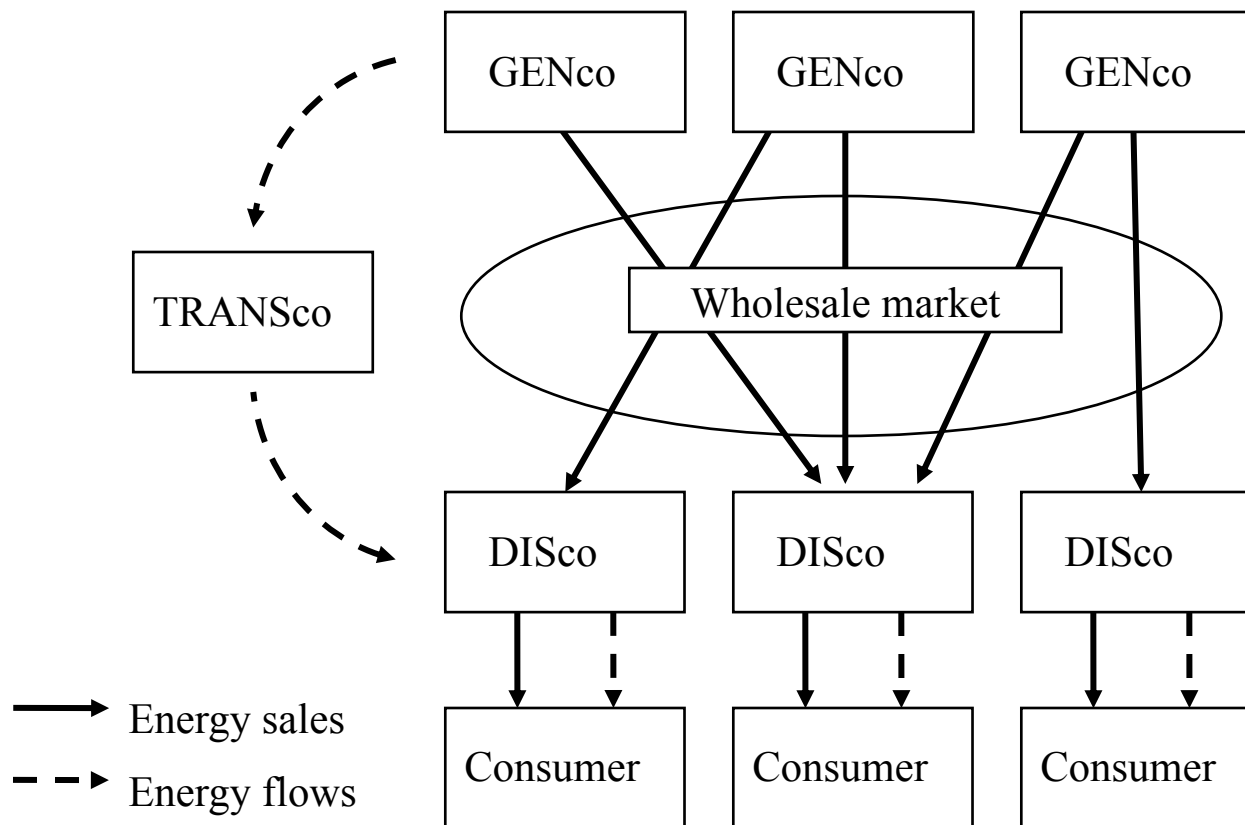 GENco
GENco
GENco
TRANSco
Wholesale market
DISco
DISco
DISco
Energy sales
Energy flows
Consumer
Consumer
Consumer